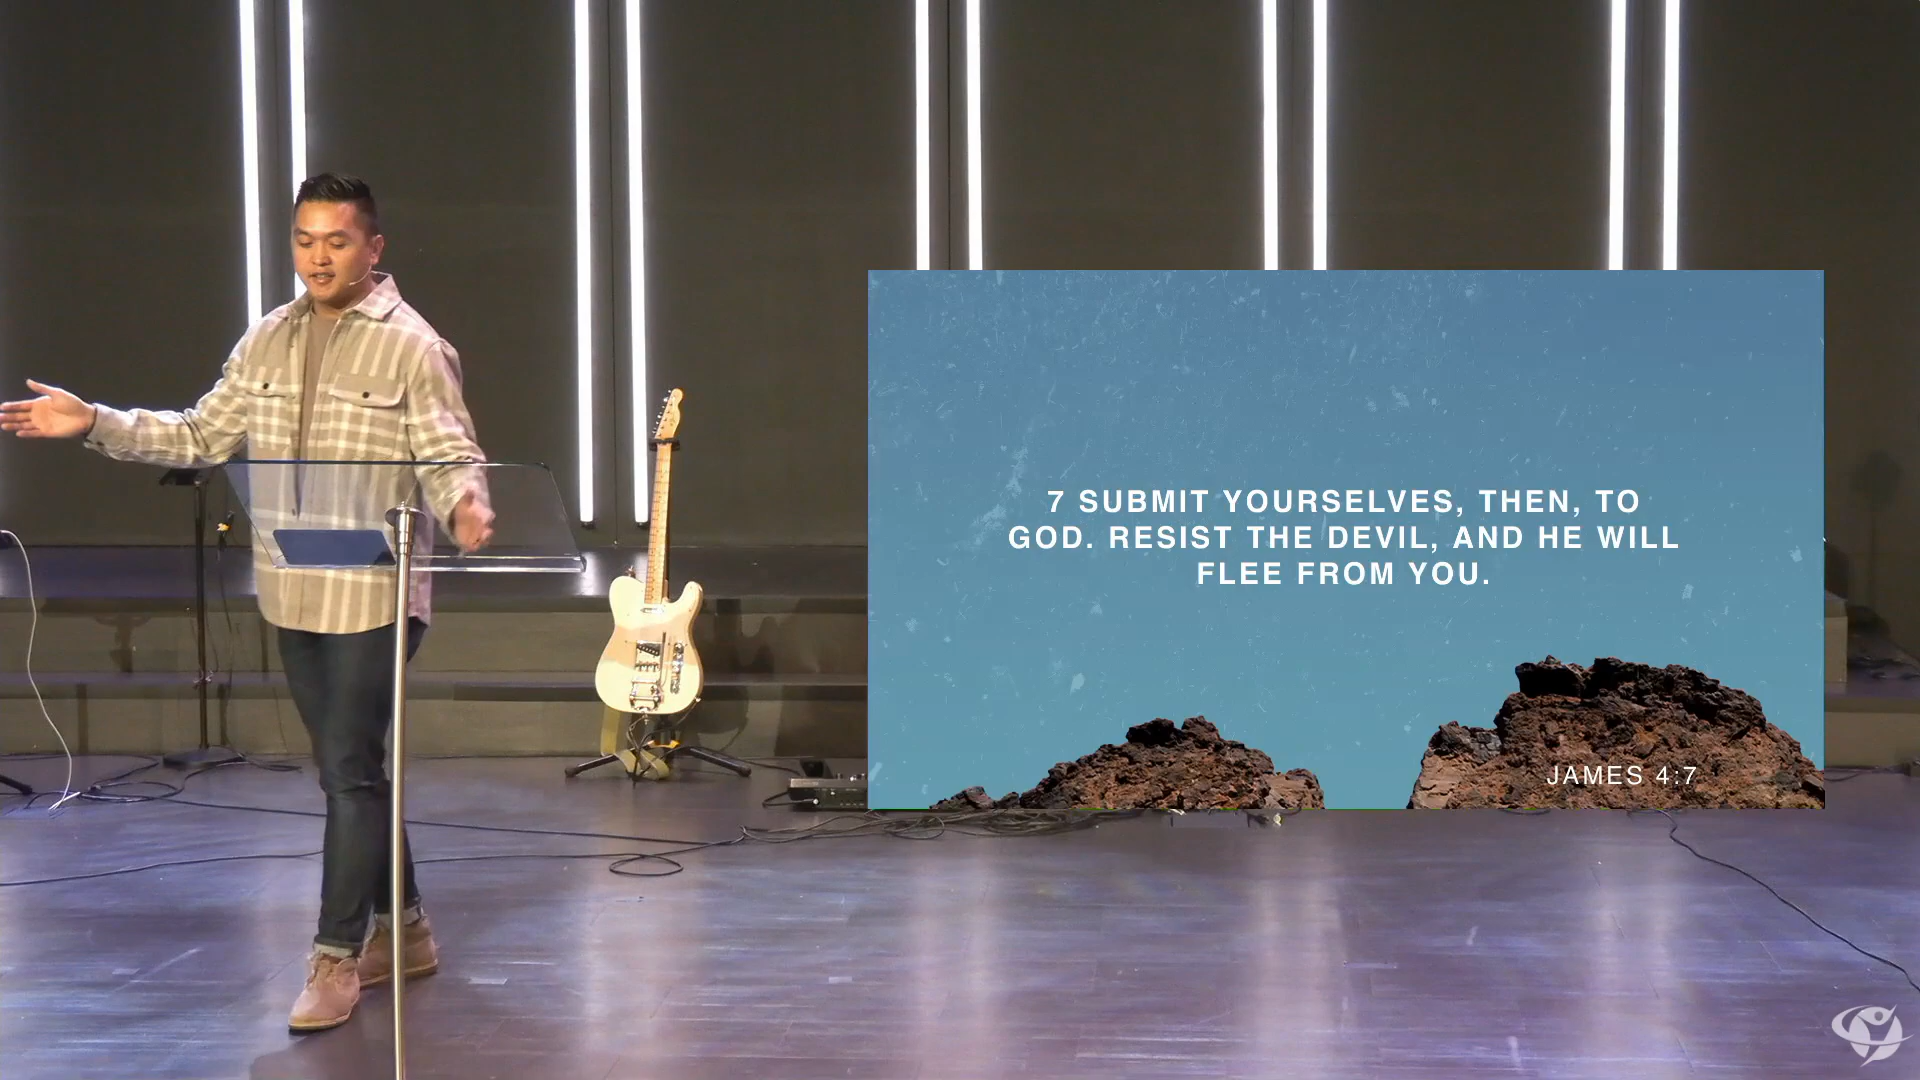 7 SUBMIT YOURSELVES, THEN, TO
GOD. RESIST THE DEVIL, AND HE WILL
FLEE FROM YOU.
JAMES 4:7